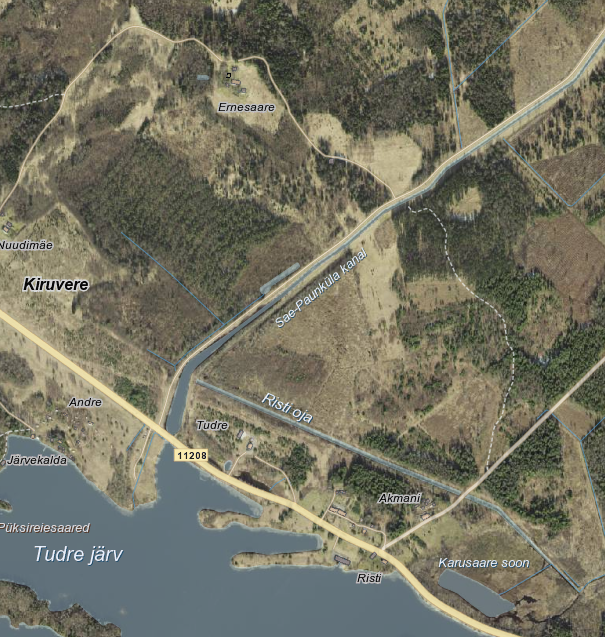 Ernesaare
Nuudimäe
Kiruvere
Sae-Paunküla kanal
Andre
Risti oja
Tudre
11208
Järvekalda
Akmani
Püksireiesaared
Tudre järv
Karusaare soon
Risti